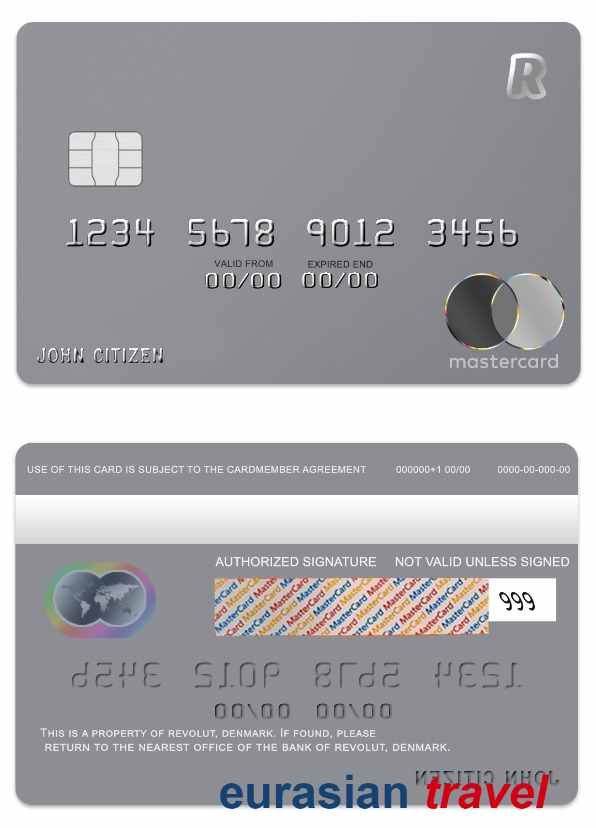 R
1234 5678 9012 3456
VALID FROM EXPIRED END
00/00 00/00
JOHN CITIZEN
mastercard
USE OF THIS CARD IS SUBJECT TO THE CARDMEMBER AGREEMENT 000000+1 00/00 0000-00-000-00
AUTHORIZED SIGNATURE NOT VALID UNLESS SIGNED
MasterCard MasterCard MasterCard
999
1234 5678 9012 3456
00/00 00/00
THIS IS A PROPERTY OF REVOLUT, DENMARK. IF FOUND, PLEASE
RETURN TO THE NEAREST OFFICE OF THE BANK OF REVOLUT, DENMARK.
JOHN CITIZEN
eurasian travel